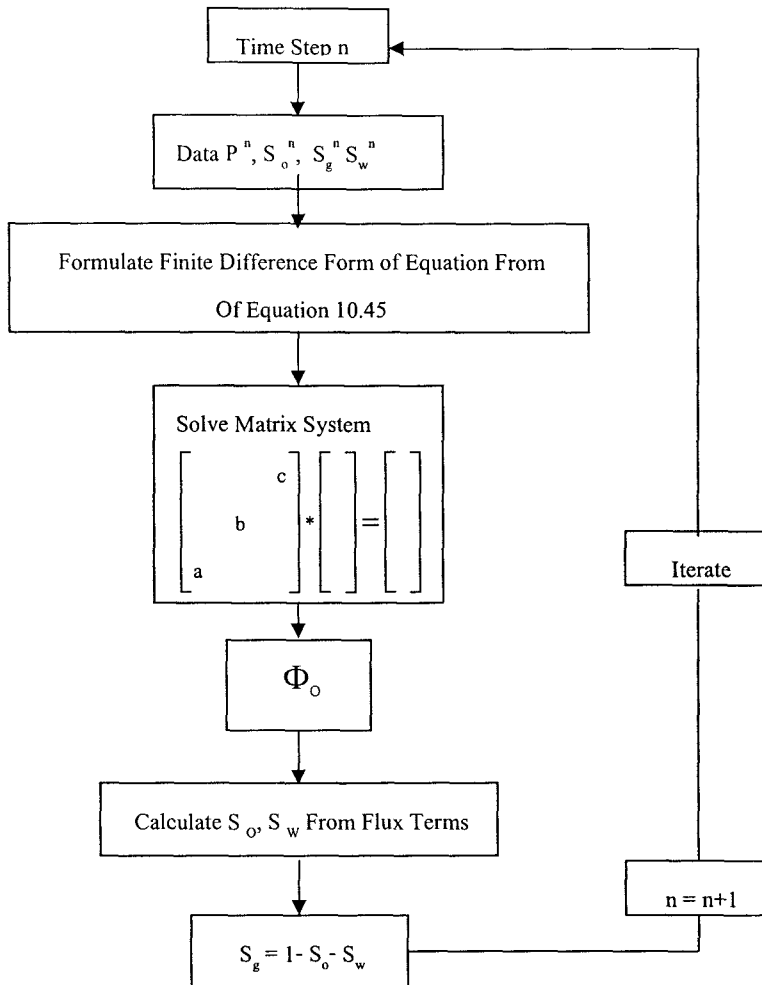 Time Step n
Data P^n, S_o^n, S_g^n S_w^n
Formulate Finite Difference Form of Equation From
Of Equation 10.45
Solve Matrix System
c
b * =
a
Iterate
Φ_o
Calculate S_O, S_W From Flux Terms
n = n+1
S_g = 1- S_o- S_w